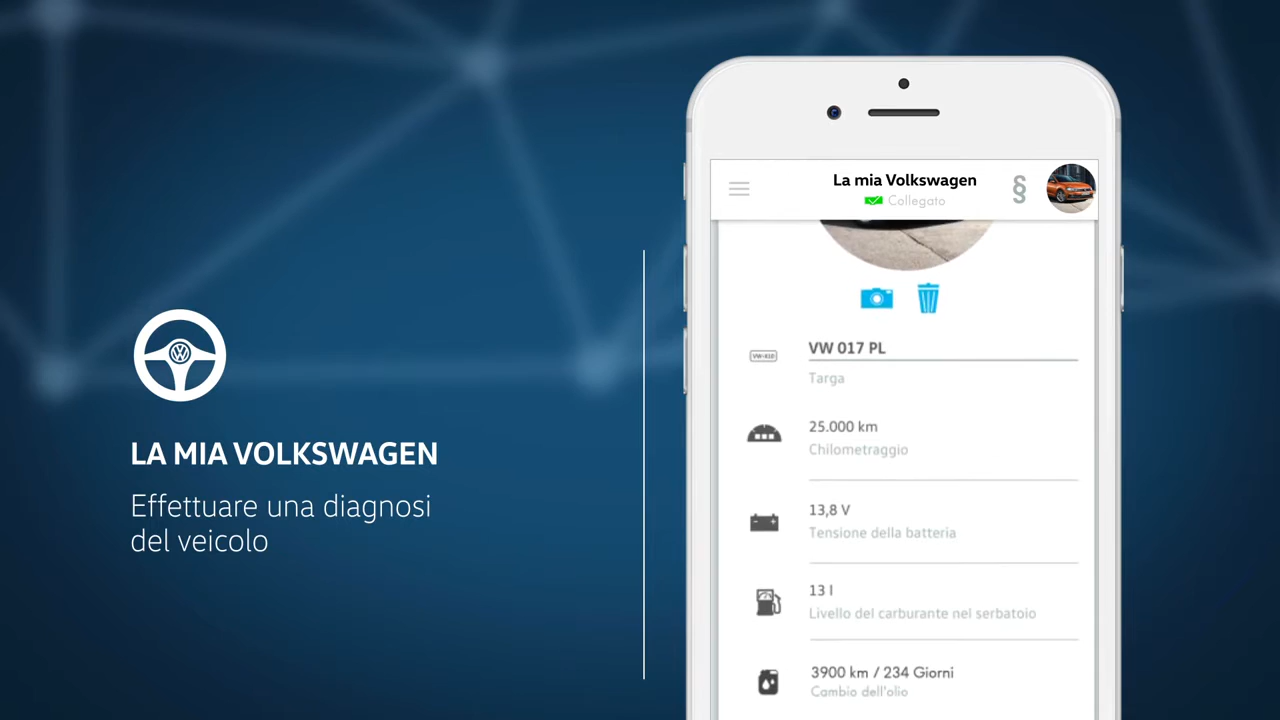 LA MIA VOLKSWAGEN
Effettuare una diagnosi
del veicolo
La mia Volkswagen
Collegato
§
VW-410
VW 017 PL
Targa
25.000 km
Chilometraggio
13,8 V
Tensione della batteria
13 l
Livello del carburante nel serbatoio
3900 km / 234 Giorni
Cambio dell'olio